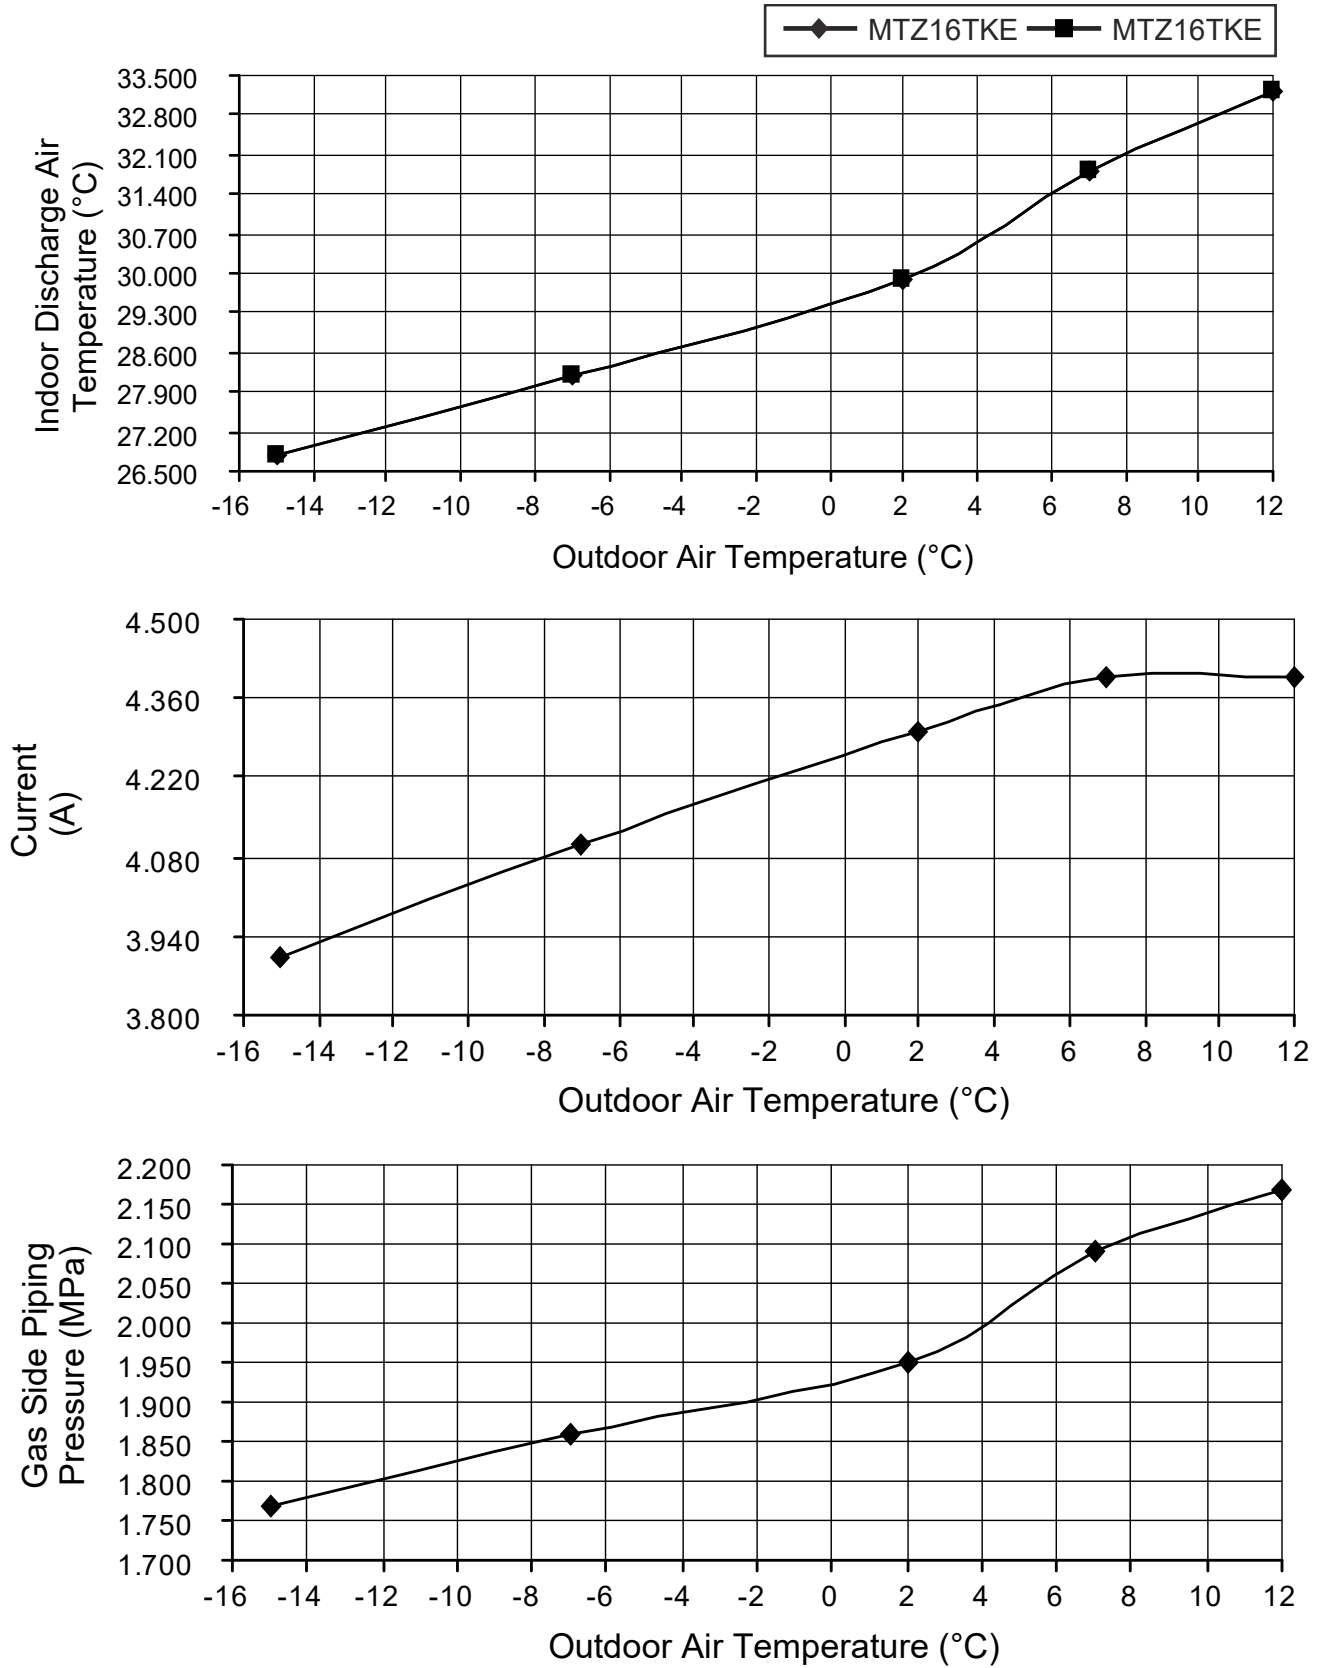 MTZ16TKE MTZ16TKE
33.500
32.800
32.100
31.400
30.700
30.000
29.300
28.600
27.900
27.200
26.500
Indoor Discharge Air
Temperature (°C)
-16 -14 -12 -10 -8 -6 -4 -2 0 2 4 6 8 10 12
Outdoor Air Temperature (°C)
4.500
4.360
4.220
4.080
3.940
3.800
Current
(A)
-16 -14 -12 -10 -8 -6 -4 -2 0 2 4 6 8 10 12
Outdoor Air Temperature (°C)
2.200
2.150
2.100
2.050
2.000
1.950
1.900
1.850
1.800
1.750
1.700
Gas Side Piping
Pressure (MPa)
-16 -14 -12 -10 -8 -6 -4 -2 0 2 4 6 8 10 12
Outdoor Air Temperature (°C)